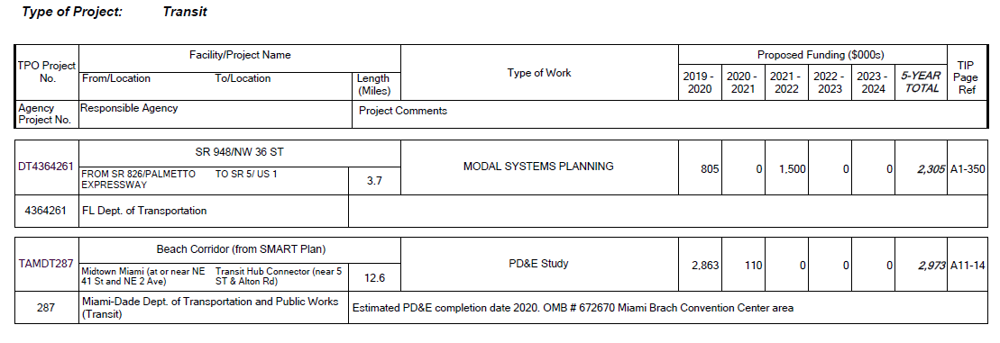 Type of Project: Transit
TPO Project No.
Facility/Project Name
From/Location To/Location
Length (Miles)
Type of Work
Proposed Funding ($000s)
2019 - 2020
2020 - 2021
2021 - 2022
2022 - 2023
2023 - 2024
5-YEAR TOTAL
TIP Page Ref
Agency Project No.
Responsible Agency
Project Comments
DT4364261
SR 948/NW 36 ST
FROM SR 826/PALMETTO EXPRESSWAY
TO SR 5/ US 1
3.7
MODAL SYSTEMS PLANNING
805 0 1,500 0 0 2,305 A1-350
4364261
FL Dept. of Transportation
TAMDT287
Beach Corridor (from SMART Plan)
Midtown Miami (at or near NE 41 St and NE 2 Ave)
Transit Hub Connector (near 5 ST & Alton Rd)
12.6
PD&E Study
2,863 110 0 0 0 2,973 A11-14
287
Miami-Dade Dept. of Transportation and Public Works (Transit)
Estimated PD&E completion date 2020. OMB # 672670 Miami Brach Convention Center area